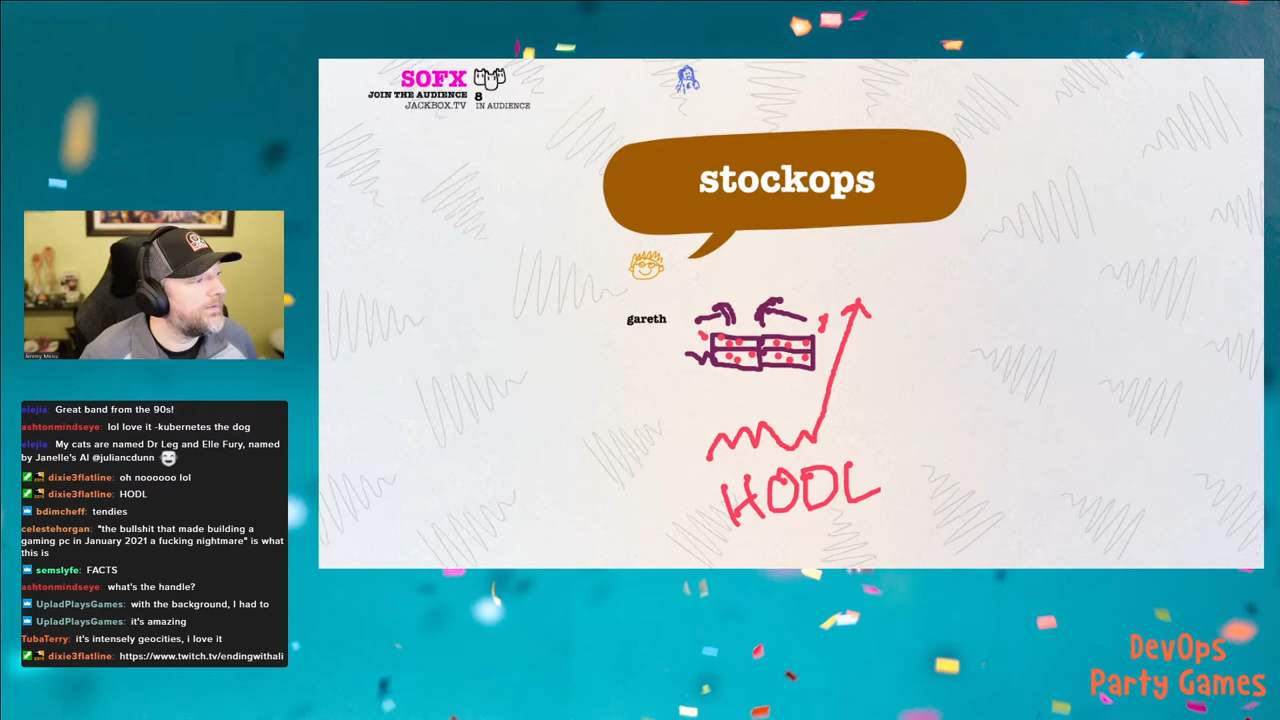 SOFX
JOIN THE AUDIENCE
JACKBOX.TV
8
IN AUDIENCE
stockops
gareth
HODL
Jeremy Meiss
elejia: Great band from the 90s!
ashtonmindseye: lol love it -kubernetes the dog
elejia: My cats are named Dr Leg and Elle Fury, named
by Janelle's AI @juliancdunn
dixie3flatline: oh nooooo lol
dixie3flatline: HODL
bdimcheff: tendies
celestehorgan: "the bullshit that made building a
gaming pc in January 2021 a fucking nightmare" is what
this is
semslyfe: FACTS
ashtonmindseye: what's the handle?
UpladPlaysGames: with the background, I had to
UpladPlaysGames: it's amazing
TubaTerry: it's intensely geocities, i love it
dixie3flatline: https://www.twitch.tv/endingwithali
DevOps
Party Games